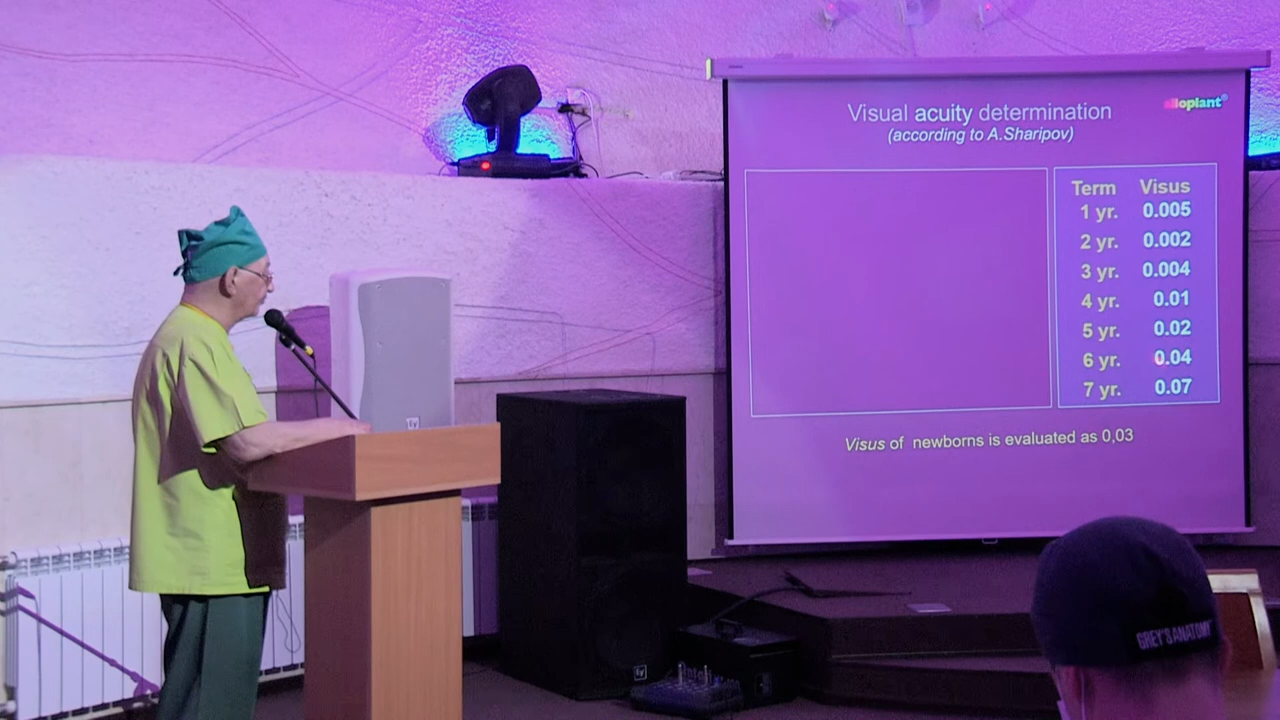 Visual acuity determination
alloplant®
(according to A.Sharipov)
Term Visus
1 yr. 0.005
2 yr. 0.002
3 yr. 0.004
4 yr. 0.01
5 yr. 0.02
6 yr. 0.04
7 yr. 0.07
Visus of newborns is evaluated as 0,03
EV
EV
GREY'S ANATOMY